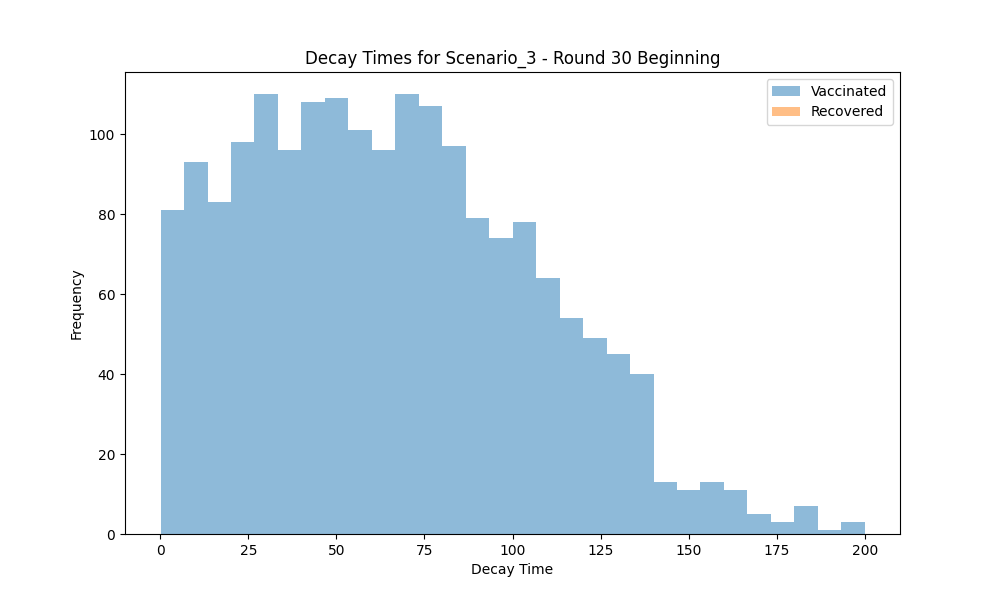 Decay Times for Scenario_3 - Round 30 Beginning
Vaccinated
Recovered
Frequency
100
80
60
40
20
0
0 25 50 75 100 125 150 175 200
Decay Time